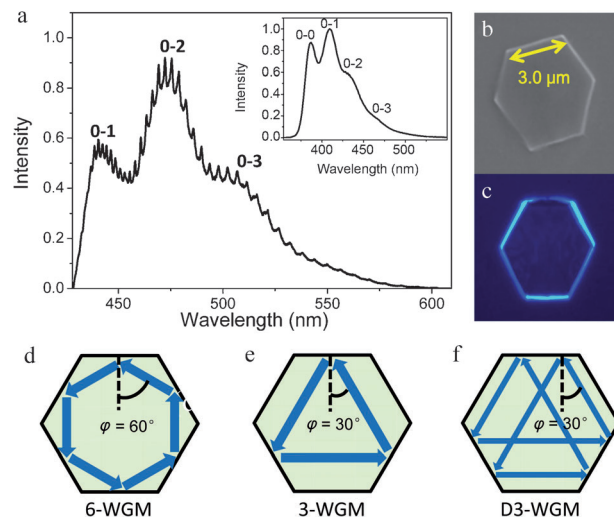 a
0-1
0-2
0-3
Intensity
1.0
0.8
0.6
0.4
0.2
0.0
450
500
550
600
Wavelength (nm)
0-0
0-1
0-2
0-3
Intensity
1.0
0.8
0.6
0.4
0.2
0.0
400
450
500
Wavelength (nm)
b
3.0 μm
c
d
φ = 60°
6-WGM
e
φ = 30°
3-WGM
f
φ = 30°
D3-WGM